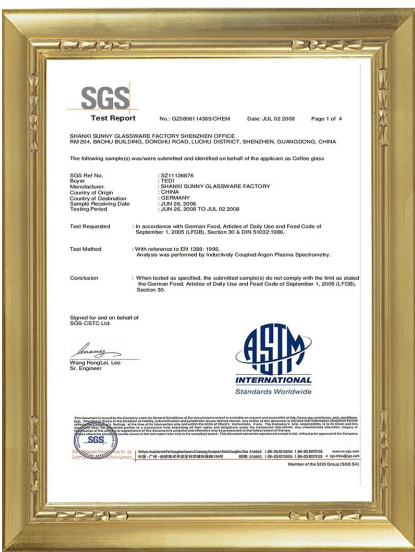 SGS
Test Report No.: GZ0806114365/CHEM Date: JUL 02 2008 Page 1 of 4
SHANXI SUNNY GLASSWARE FACTORY SHENZHEN OFFICE
RM 204, BAOHU BUILDING, DONGHU ROAD, LUOHU DISTRICT, SHENZHEN, GUANGDONG, CHINA
The following sample(s) was/were submitted and identified on behalf of the applicant as Coffee glass
SGS Ref No. : SZ11126876
Buyer : TEDI
Manufacturer : SHANXI SUNNY GLASSWARE FACTORY
Country of Origin : CHINA
Country of Destination : GERMANY
Sample Receiving Date : JUN 26, 2008
Testing Period : JUN 26, 2008 TO JUL 02 2008
Test Requested : In accordance with German Food, Articles of Daily Use and Feed Code of
September 1, 2005 (LFGB), Section 30 & DIN 51032:1986.
Test Method : With reference to EN 1388: 1995.
Analysis was performed by Inductively Coupled Argon Plasma Spectrometry.
Conclusion : When tested as specified, the submitted sample(s) do not comply with the limit as stated
the German Food, Articles of Daily Use and Feed Code of September 1, 2005 (LFGB),
Section 30.
Signed for and on behalf of
SGS-CSTC Ltd.
Wang HongLei, Leo
Sr. Engineer
ASTM
INTERNATIONAL
Standards Worldwide
SGS
Member of the SGS Group (SGS SA)